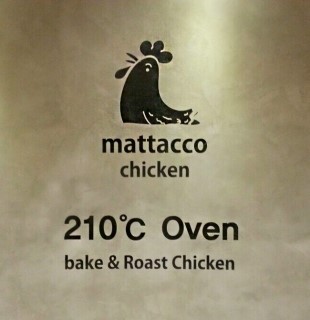 mattacco
chicken
210℃ Oven
bake & Roast Chicken